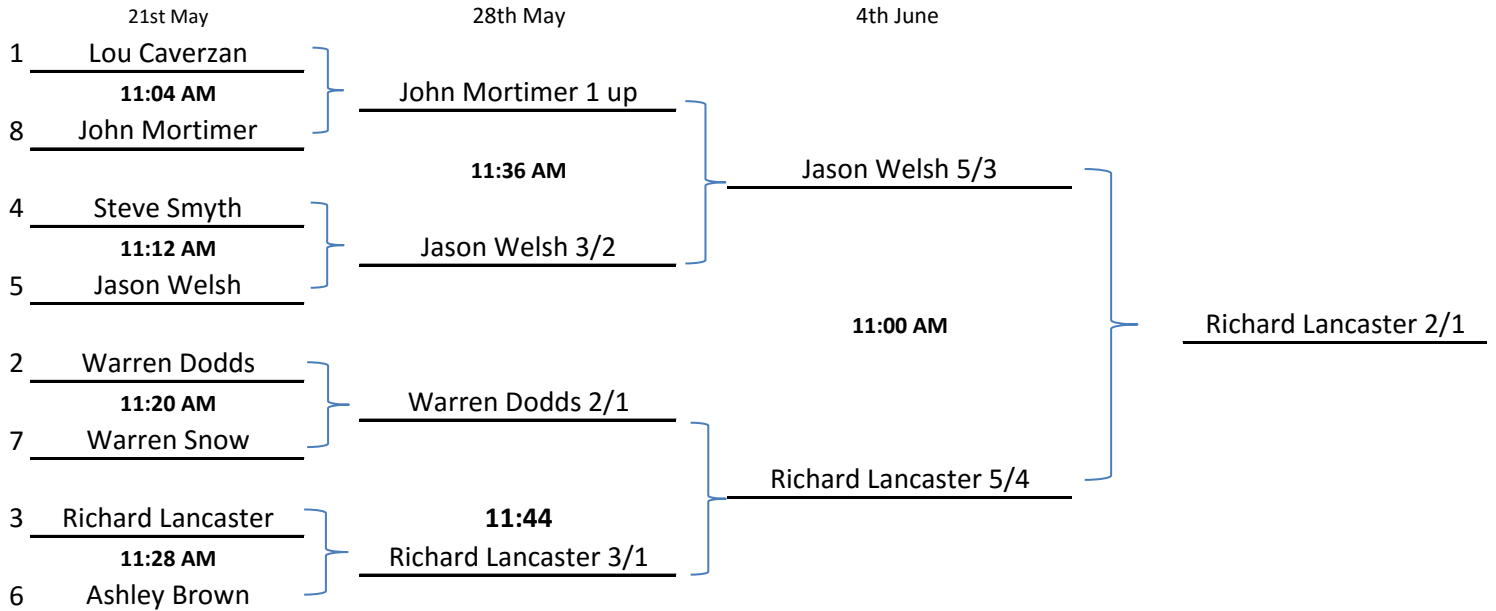 21st May 28th May 4th June
1 Lou Caverzan
11:04 AM
John Mortimer 1 up
8 John Mortimer
11:36 AM
Jason Welsh 5/3
4 Steve Smyth
11:12 AM
Jason Welsh 3/2
5 Jason Welsh
11:00 AM
Richard Lancaster 2/1
2 Warren Dodds
11:20 AM
Warren Dodds 2/1
7 Warren Snow
Richard Lancaster 5/4
3 Richard Lancaster
11:44
11:28 AM
Richard Lancaster 3/1
6 Ashley Brown